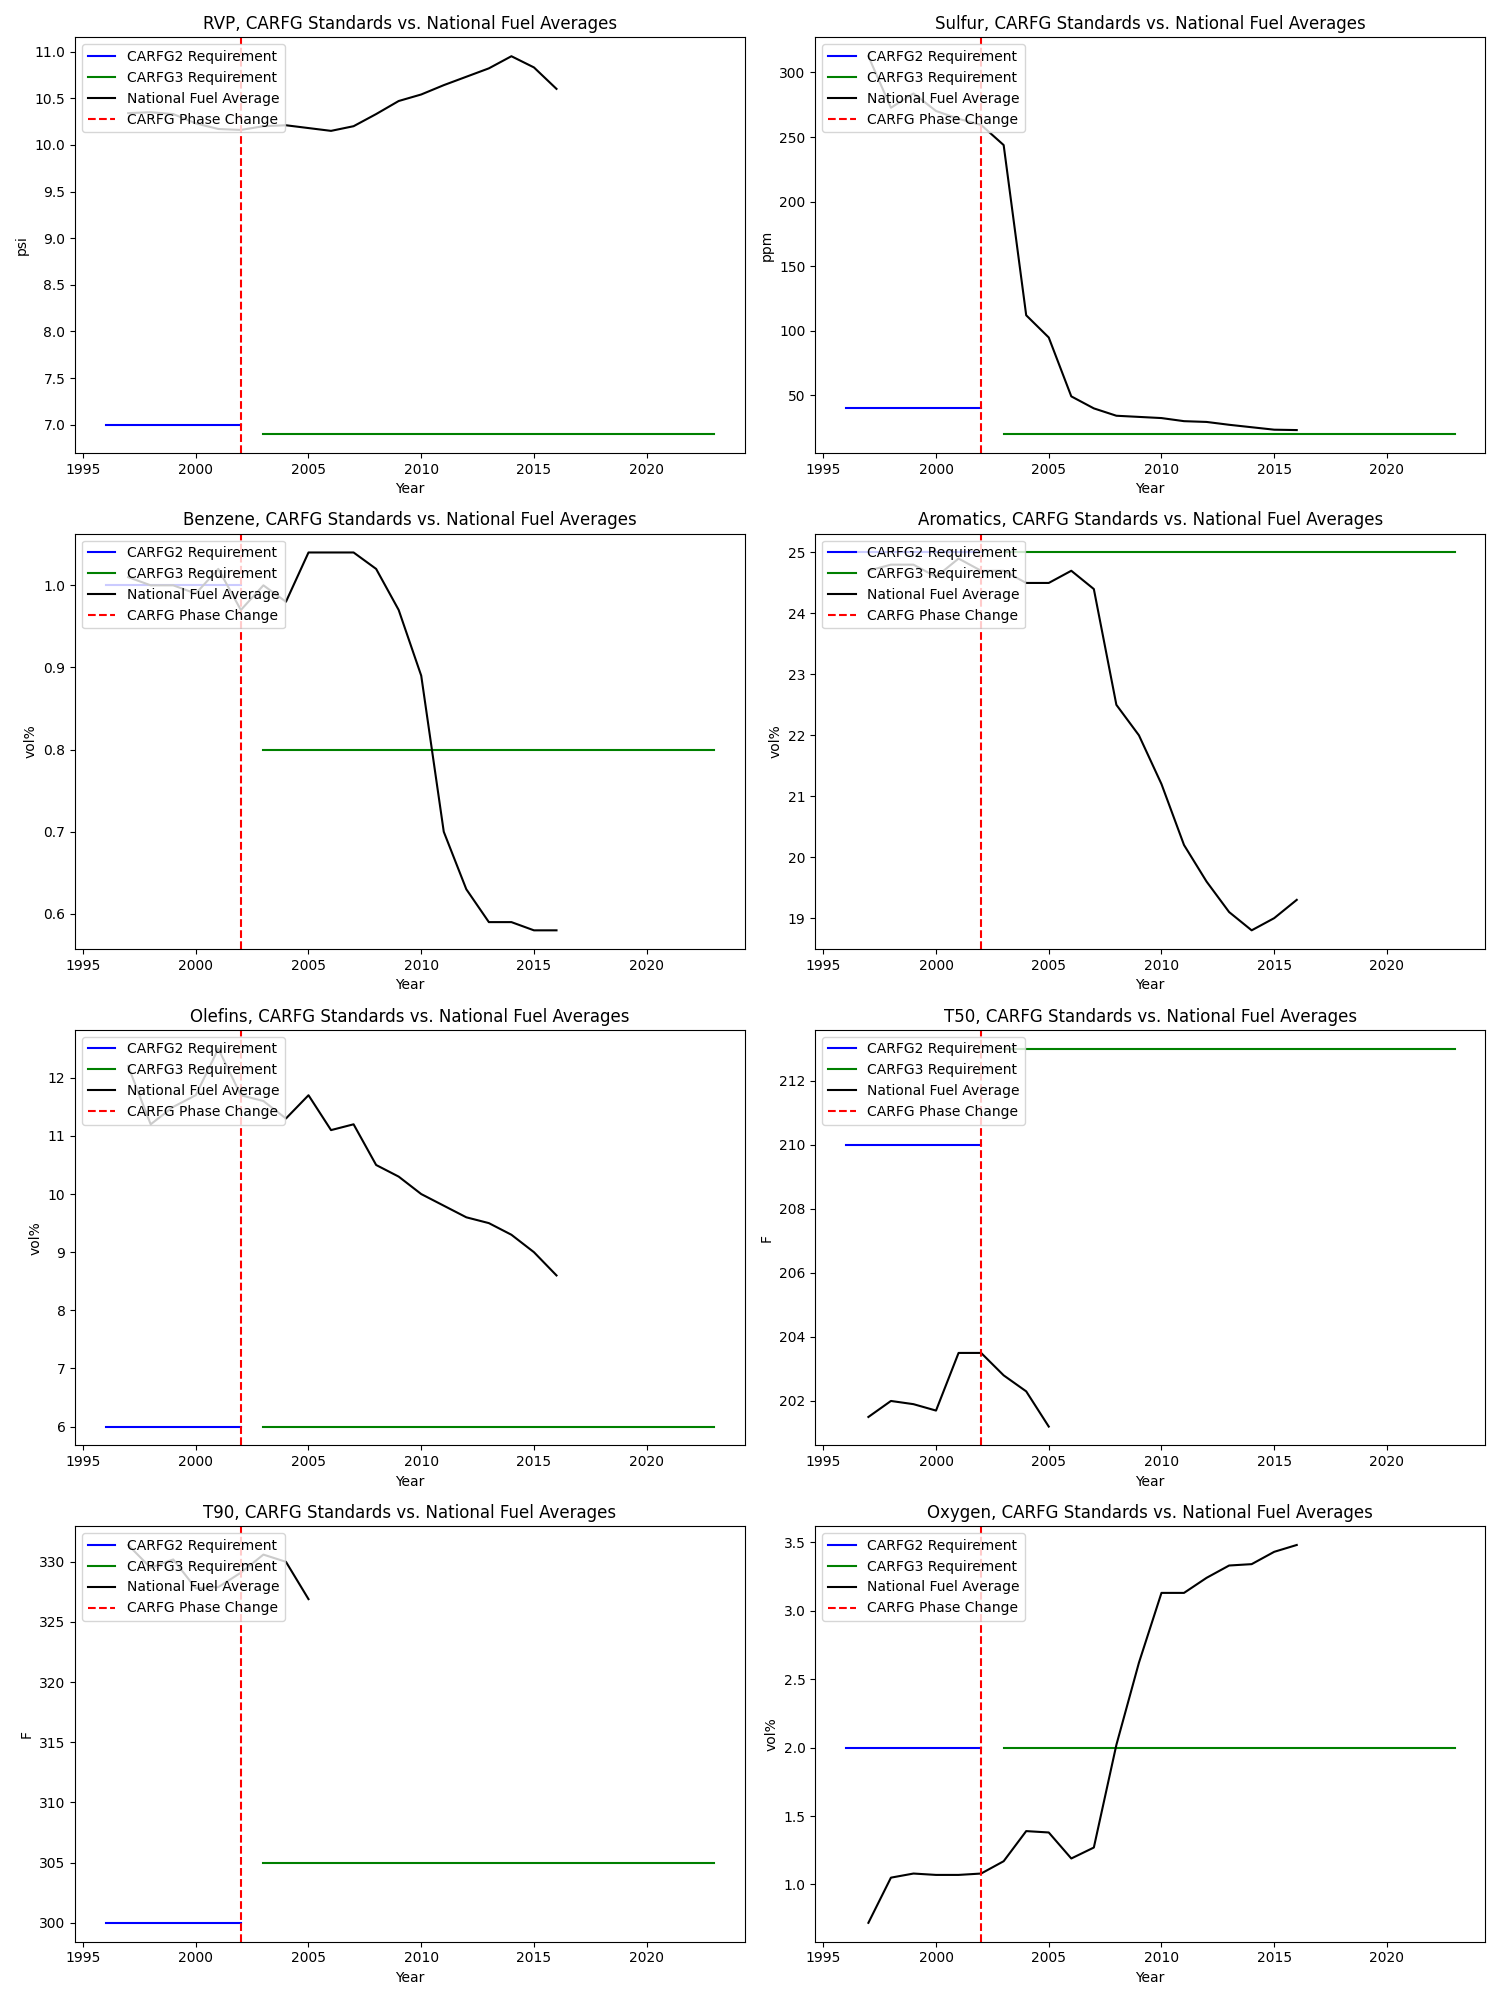 RVP, CARFG Standards vs. National Fuel Averages
CARFG2 Requirement
CARFG3 Requirement
National Fuel Average
CARFG Phase Change
11.0
10.5
10.0
9.5
9.0
8.5
8.0
7.5
7.0
psi
1995 2000 2005 2010 2015 2020
Year
Sulfur, CARFG Standards vs. National Fuel Averages
CARFG2 Requirement
CARFG3 Requirement
National Fuel Average
CARFG Phase Change
300
250
200
150
100
50
ppm
1995 2000 2005 2010 2015 2020
Year
Benzene, CARFG Standards vs. National Fuel Averages
CARFG2 Requirement
CARFG3 Requirement
National Fuel Average
CARFG Phase Change
1.0
0.9
0.8
0.7
0.6
vol%
1995 2000 2005 2010 2015 2020
Year
Aromatics, CARFG Standards vs. National Fuel Averages
CARFG2 Requirement
CARFG3 Requirement
National Fuel Average
CARFG Phase Change
25
24
23
22
21
20
19
vol%
1995 2000 2005 2010 2015 2020
Year
Olefins, CARFG Standards vs. National Fuel Averages
CARFG2 Requirement
CARFG3 Requirement
National Fuel Average
CARFG Phase Change
12
11
10
9
8
7
6
vol%
1995 2000 2005 2010 2015 2020
Year
T50, CARFG Standards vs. National Fuel Averages
CARFG2 Requirement
CARFG3 Requirement
National Fuel Average
CARFG Phase Change
212
210
208
206
204
202
F
1995 2000 2005 2010 2015 2020
Year
T90, CARFG Standards vs. National Fuel Averages
CARFG2 Requirement
CARFG3 Requirement
National Fuel Average
CARFG Phase Change
330
325
320
315
310
305
300
F
1995 2000 2005 2010 2015 2020
Year
Oxygen, CARFG Standards vs. National Fuel Averages
CARFG2 Requirement
CARFG3 Requirement
National Fuel Average
CARFG Phase Change
3.5
3.0
2.5
2.0
1.5
1.0
vol%
1995 2000 2005 2010 2015 2020
Year